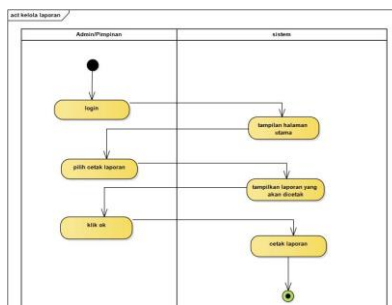 act kelola laporan
Admin/Pimpinan
sistem
login
tampilan halaman
utama
pilih cetak laporan
tampilkan laporan yang
akan dicetak
klik ok
cetak laporan